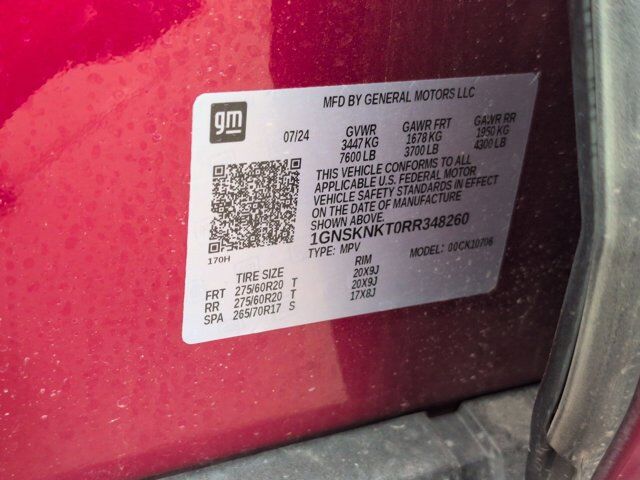 gm
MFD BY GENERAL MOTORS LLC
07/24 GVWR GAWR FRT GAWR RR
3447 KG 1678 KG 1950 KG
7600 LB 3700 LB 4300 LB
THIS VEHICLE CONFORMS TO ALL
APPLICABLE U.S. FEDERAL MOTOR
VEHICLE SAFETY STANDARDS IN EFFECT
ON THE DATE OF MANUFACTURE
SHOWN ABOVE.
1GNSKNKT0RR348260
170H
TYPE: MPV MODEL: 00CK10706
TIRE SIZE RIM
FRT 275/60R20 T 20X9J
RR 275/60R20 T 20X9J
SPA 265/70R17 S 17X8J